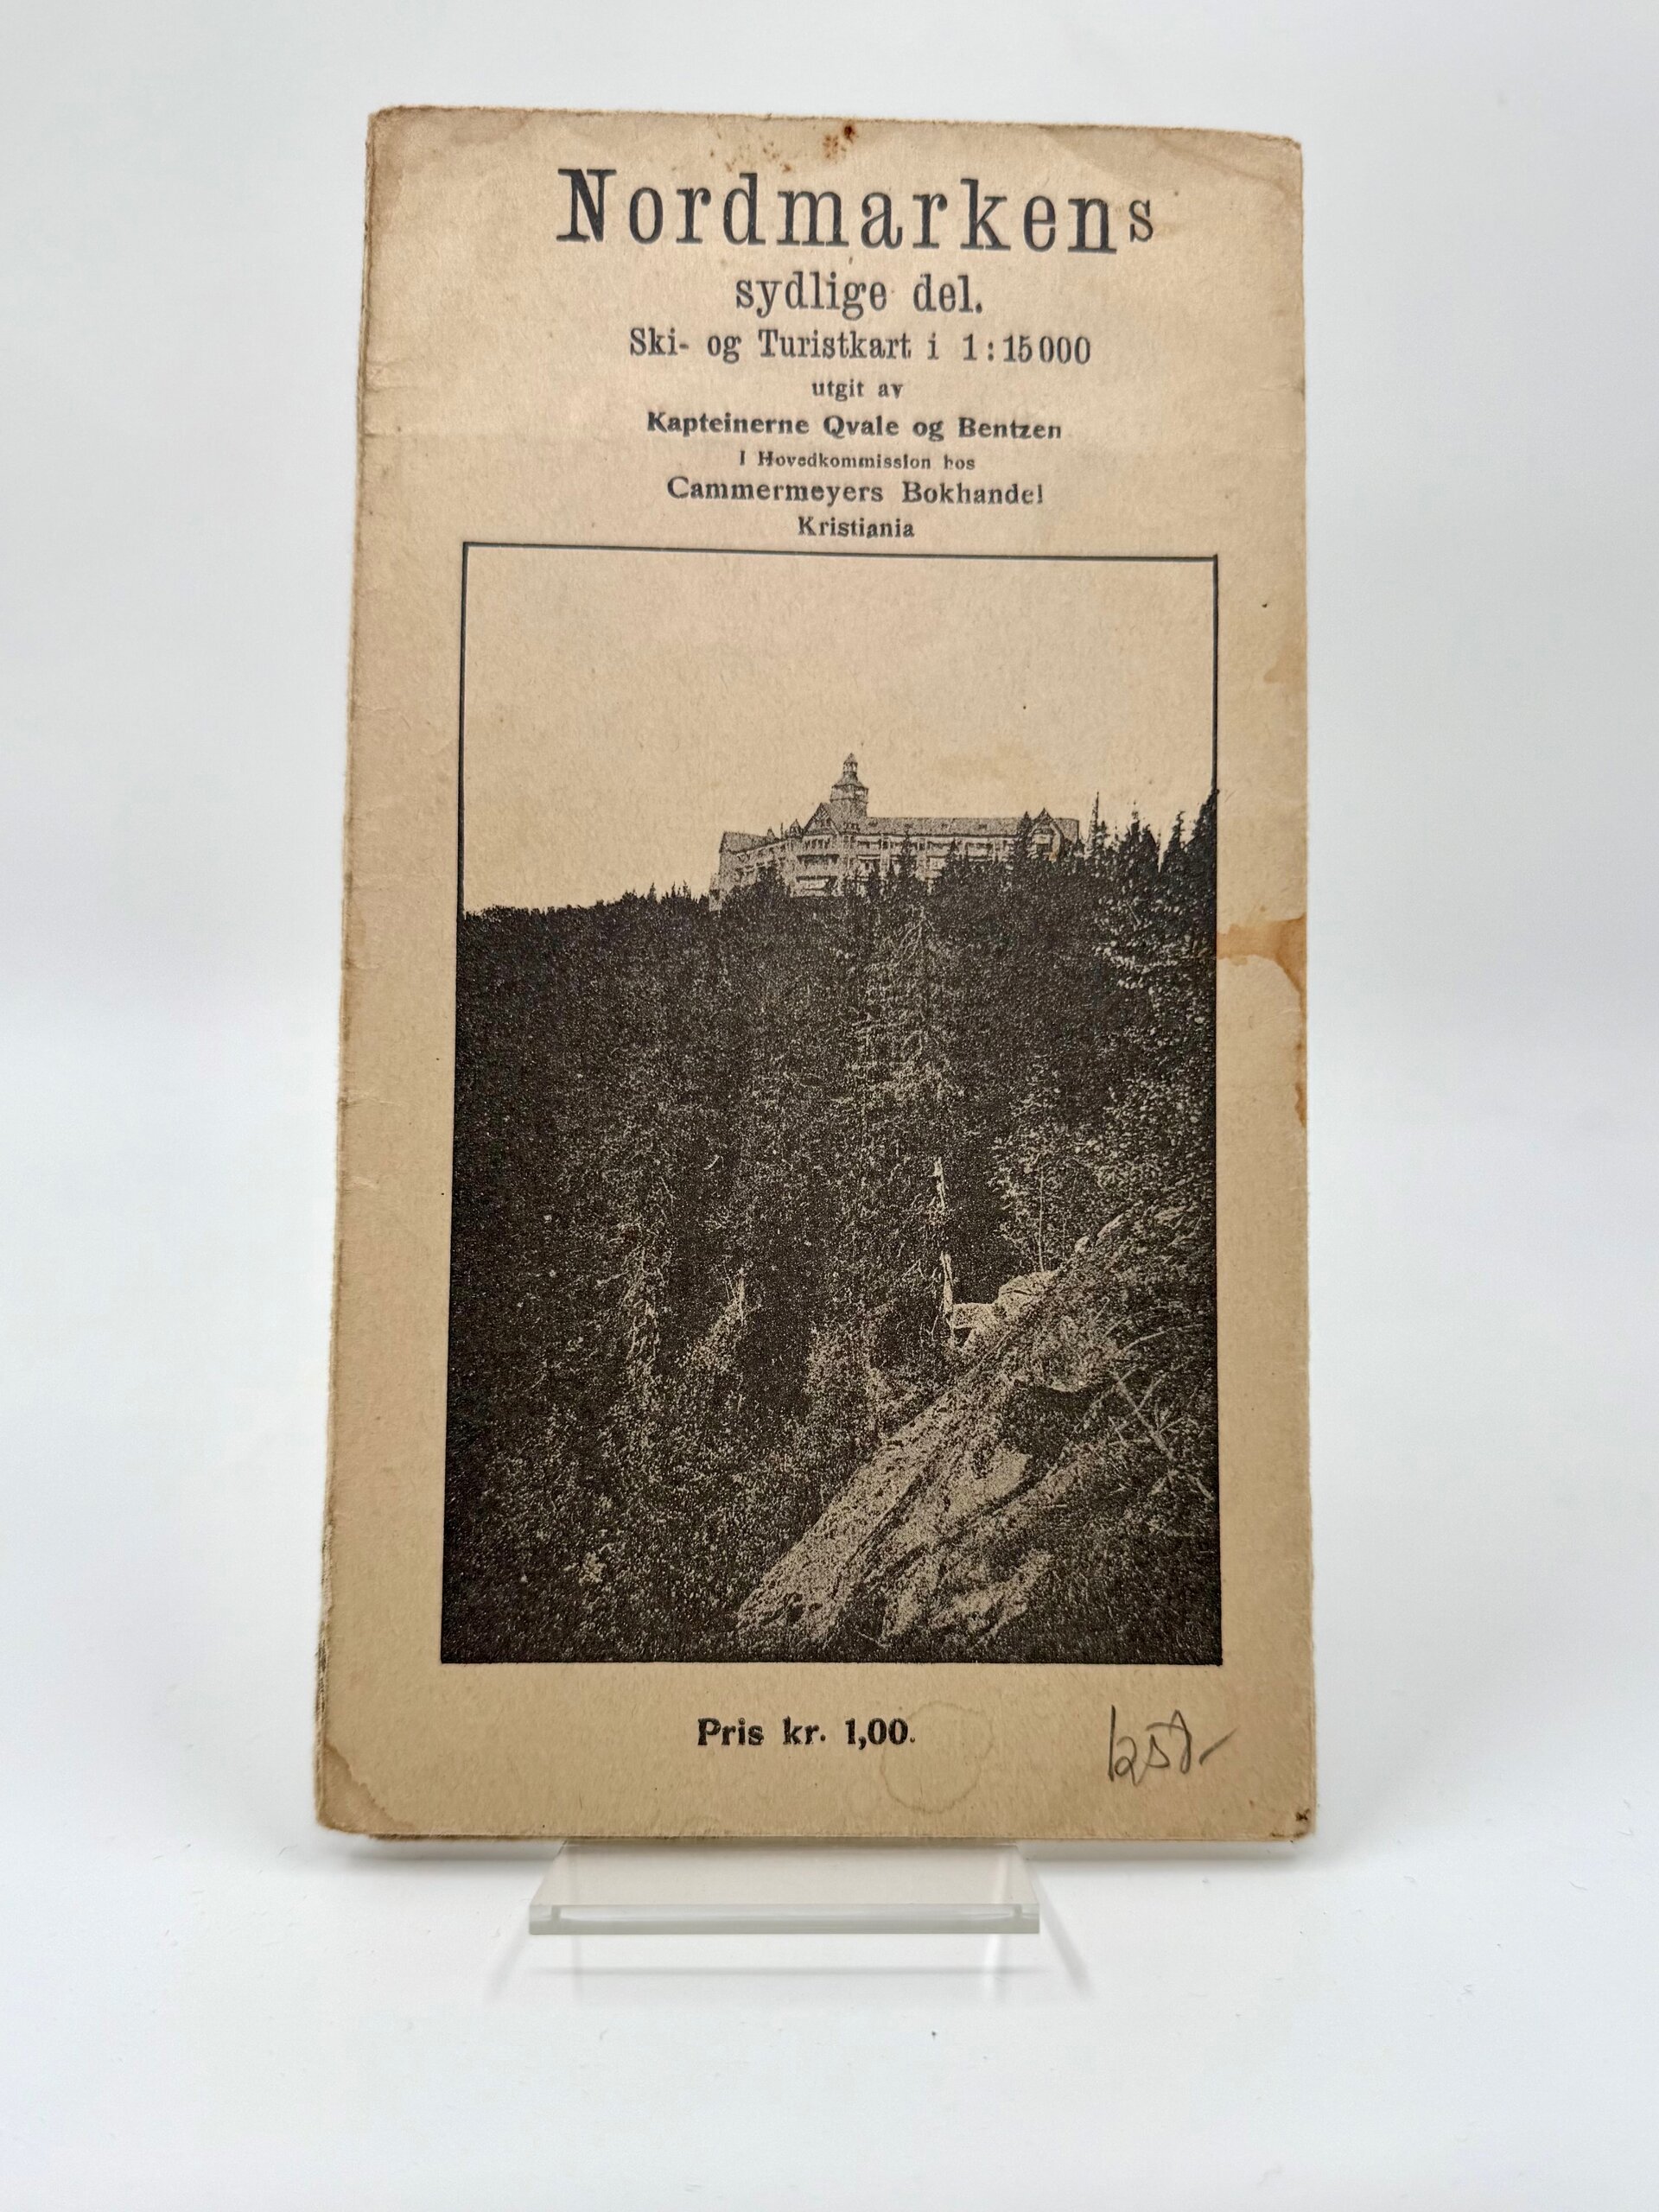 Nordmarkens
sydlige del.
Ski- og Turistkart i 1:15000
utgit av
Kapteinerne Qvale og Bentzen
I Hovedkommission hos
Cammermeyers Bokhandel
Kristiania
Pris kr. 1,00.